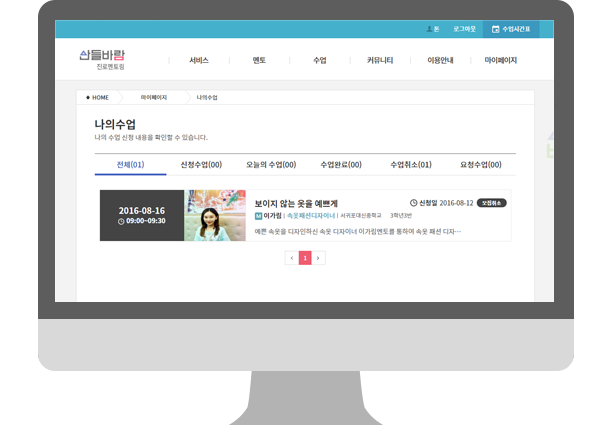 톤 로그아웃 수업시간표
산들바람
진로멘토링
서비스 멘토 수업 커뮤니티 이용안내 마이페이지
HOME 마이페이지 나의수업
나의수업
나의 수업 신청 내용을 확인할 수 있습니다.
전체(01) 신청수업(00) 오늘의 수업(00) 수업완료(00) 수업취소(01) 요청수업(00)
2016-08-16
09:00~09:30
보이지 않는 옷을 예쁘게 신청일 2016-08-12 모집취소
M 이가림 | 속옷패션디자이너 | 서귀포대신중학교 3학년3반
예쁜 속옷을 디자인하신 속옷 디자이너 이가림멘토를 통하여 속옷 패션 디자…
‹ 1 ›